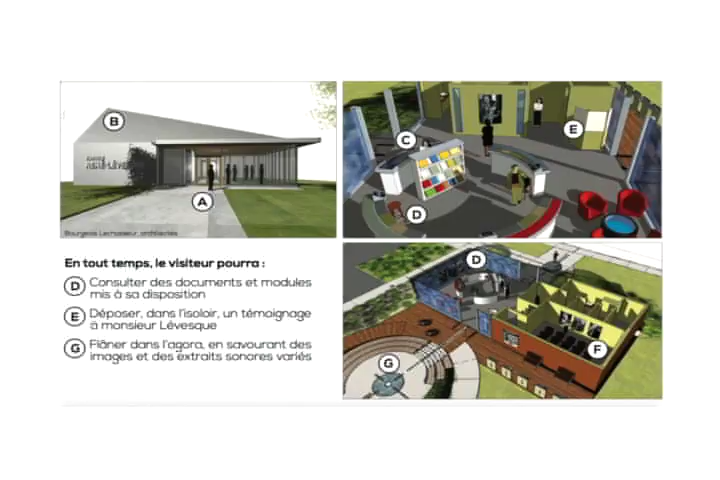 B
A
Bourgeois Lechasseur, architectes
C
E
D
En tout temps, le visiteur pourra :
D Consulter des documents et modules
mis à sa disposition
E Déposer, dans l'isoloir, un témoignage
à monsieur Lévesque
G Flâner dans l'agora, en savourant des
images et des extraits sonores variés
D
F
G